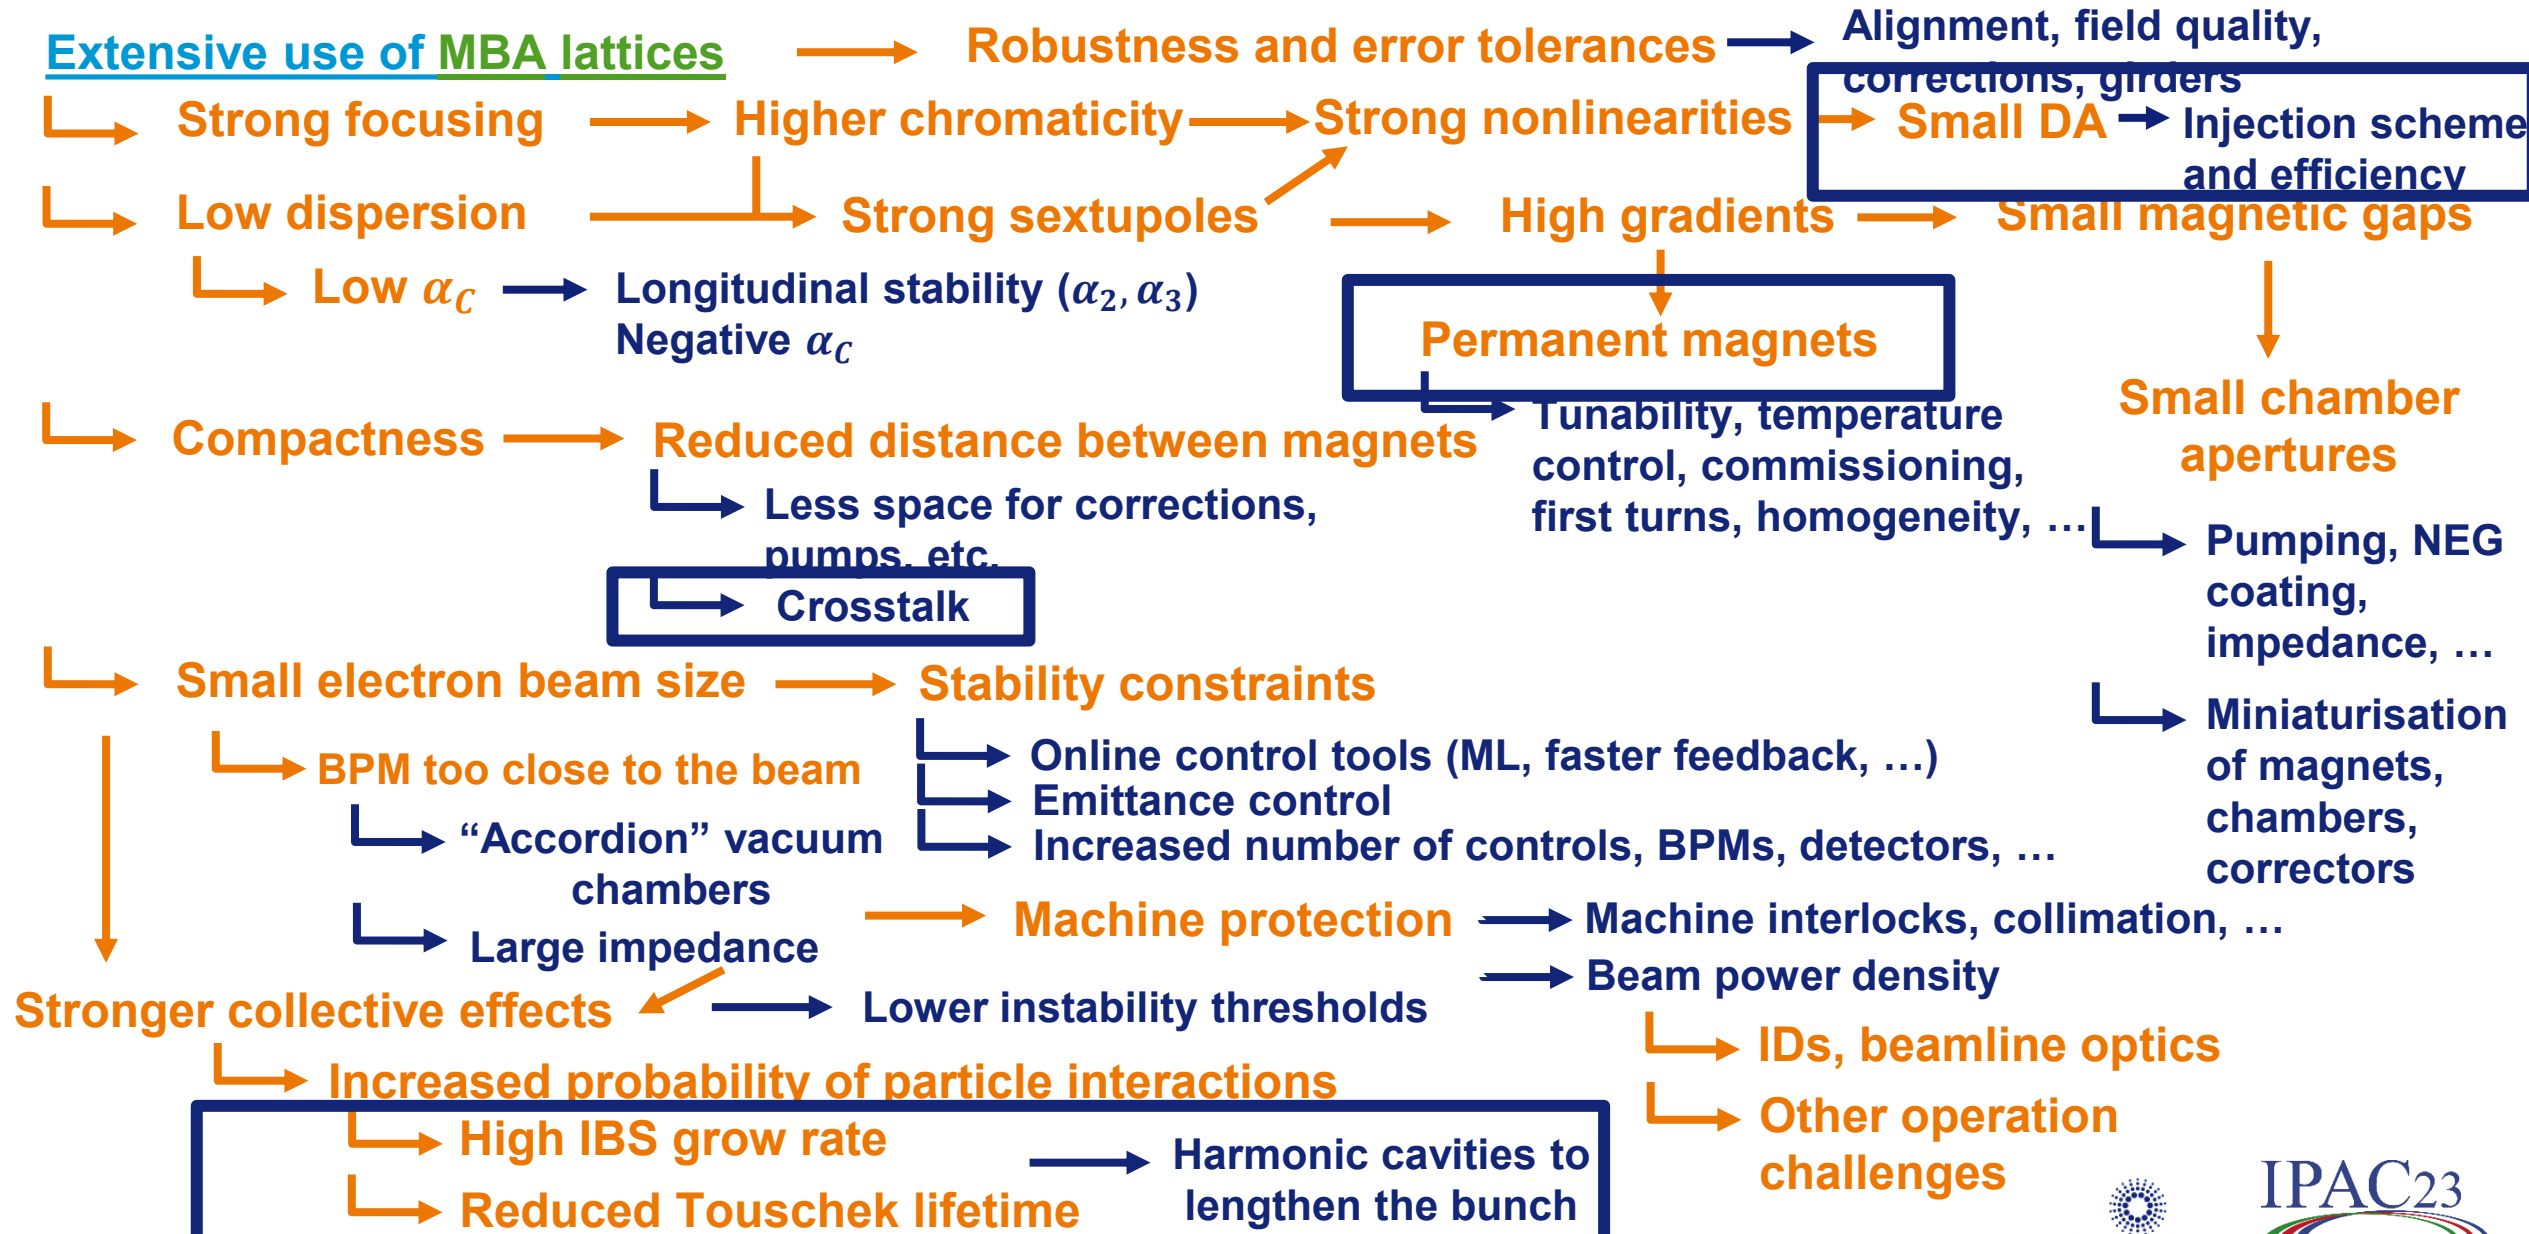 Extensive use of MBA lattices
Robustness and error tolerances
Alignment, field quality,
corrections, girders
Strong focusing
Higher chromaticity
Strong nonlinearities
Small DA
Injection scheme
and efficiency
Low dispersion
Strong sextupoles
High gradients
Small magnetic gaps
Low α_C
Longitudinal stability (α_2, α_3)
Negative α_C
Permanent magnets
Tunability, temperature
control, commissioning,
first turns, homogeneity, …
Small chamber
apertures
Compactness
Reduced distance between magnets
Less space for corrections,
pumps, etc.
Crosstalk
Pumping, NEG
coating,
impedance, …
Miniaturisation
of magnets,
chambers,
correctors
Small electron beam size
Stability constraints
Online control tools (ML, faster feedback, …)
Emittance control
Increased number of controls, BPMs, detectors, …
BPM too close to the beam
“Accordion” vacuum
chambers
Large impedance
Machine protection
Machine interlocks, collimation, …
Beam power density
Stronger collective effects
Lower instability thresholds
IDs, beamline optics
Other operation
challenges
Increased probability of particle interactions
High IBS grow rate
Reduced Touschek lifetime
Harmonic cavities to
lengthen the bunch
IPAC23